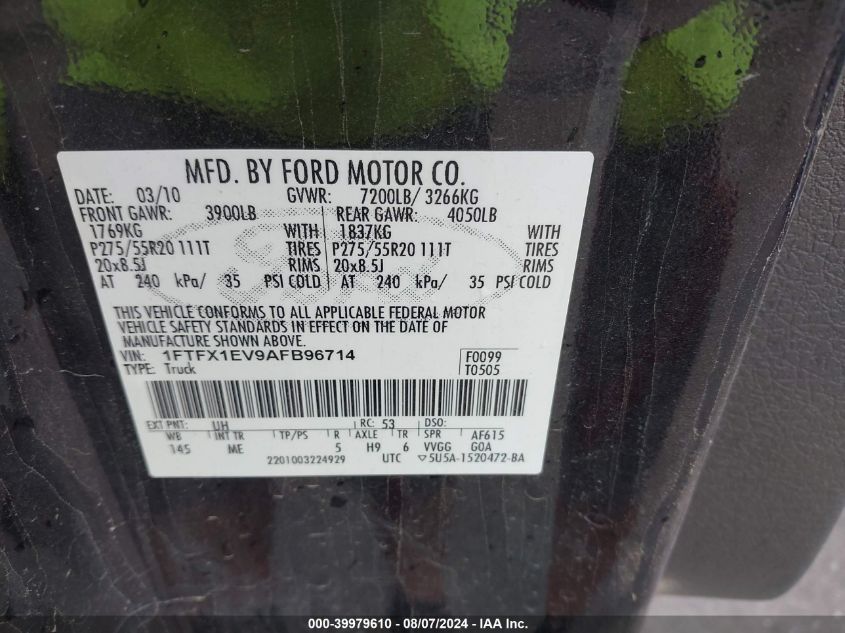 MFD. BY FORD MOTOR CO.
DATE: 03/10 GVWR: 7200LB/ 3266KG
FRONT GAWR: 3900LB REAR GAWR: 4050LB
1769KG WITH 1837KG WITH
P275/55R20 111T TIRES P275/55R20 111T TIRES
20x8.5J RIMS 20x8.5J RIMS
AT 240 kPa/ 35 PSI COLD AT 240 kPa/ 35 PSI COLD
THIS VEHICLE CONFORMS TO ALL APPLICABLE FEDERAL MOTOR
VEHICLE SAFETY STANDARDS IN EFFECT ON THE DATE OF
MANUFACTURE SHOWN ABOVE.
VIN: 1FTFX1EV9AFB96714 F0099
TYPE: Truck T0505
EXT PNT: UH RC: 53 DSO:
WB INT TR TP/PS R AXLE TR SPR AF615
145 ME 5 H9 6 VVGG GOA
2201003224929 UTC ▽5U5A-1520472-BA
000-39979610 - 08/07/2024 - IAA Inc.